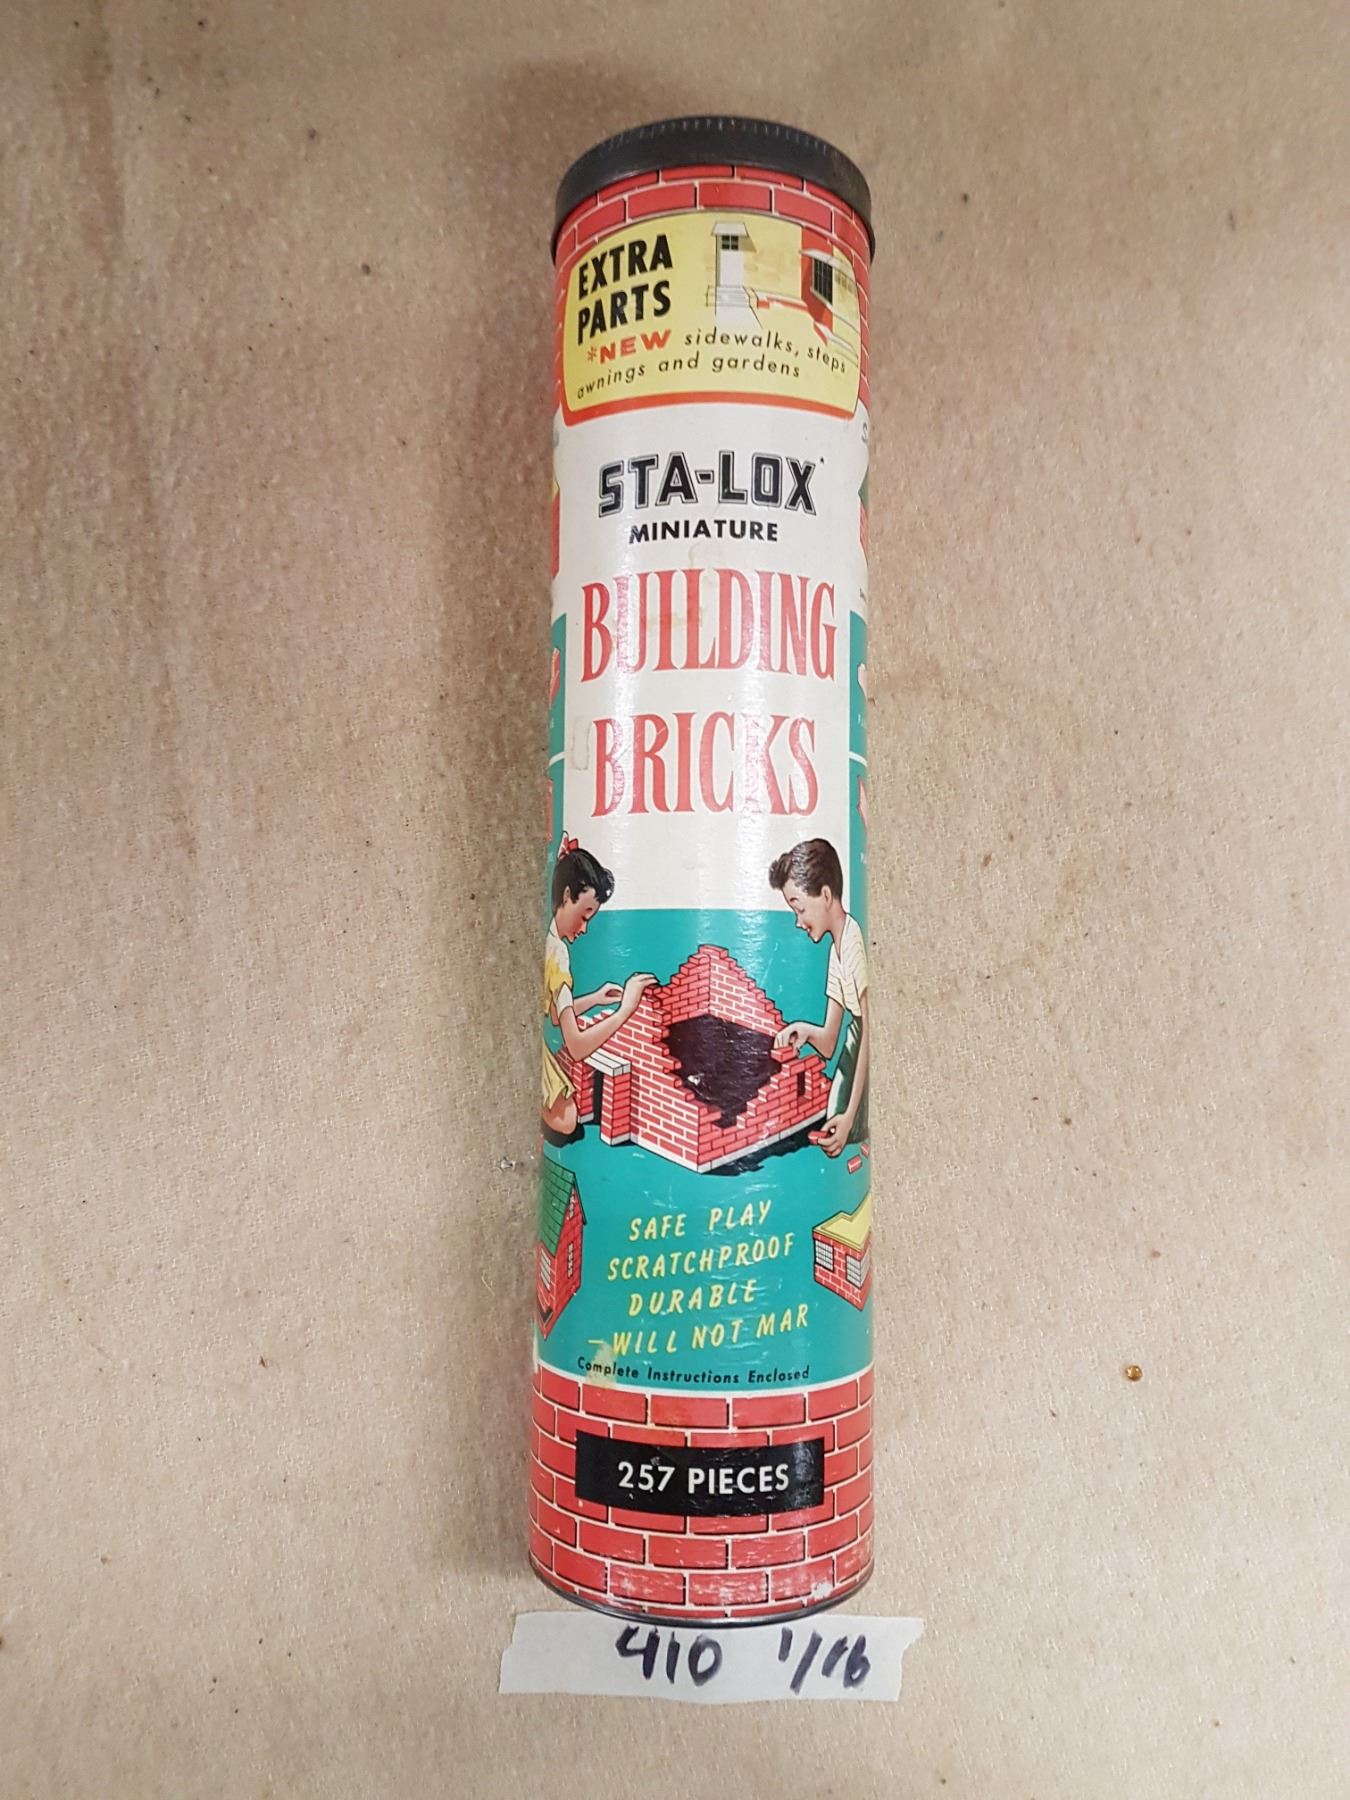 EXTRA
PARTS
*NEW sidewalks, steps
awnings and gardens
STA-LOX
MINIATURE
BUILDING
BRICKS
SAFE PLAY
SCRATCHPROOF
DURABLE
-WILL NOT MAR
Complete Instructions Enclosed
257 PIECES
410 1/16